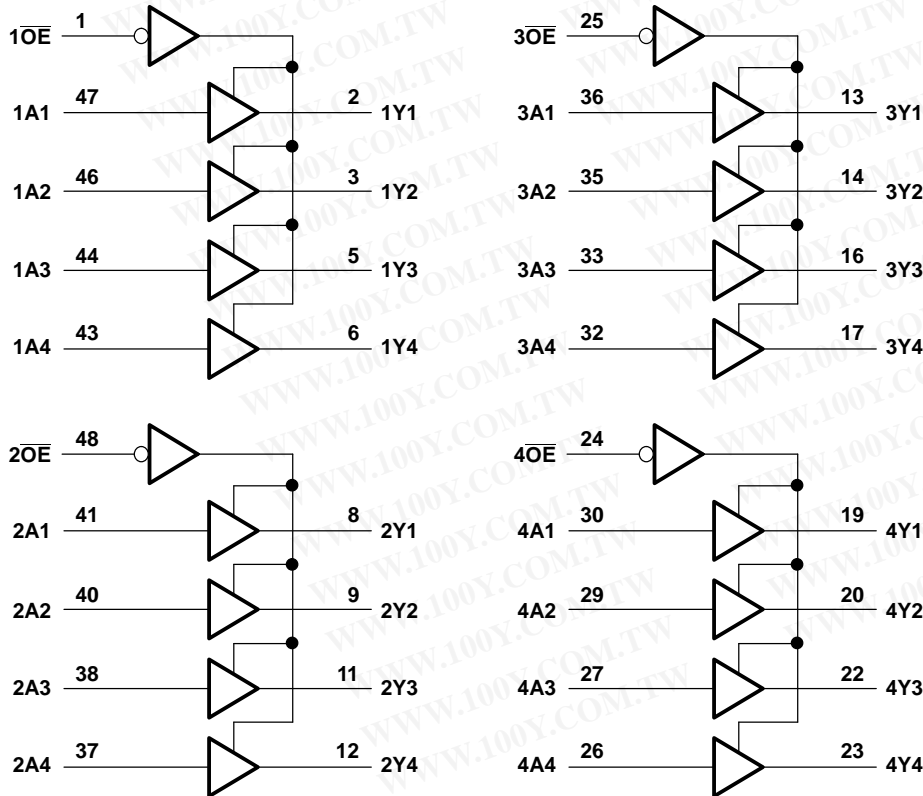 1OE 1
1A1 47 2 1Y1
1A2 46 3 1Y2
1A3 44 5 1Y3
1A4 43 6 1Y4
3OE 25
3A1 36 13 3Y1
3A2 35 14 3Y2
3A3 33 16 3Y3
3A4 32 17 3Y4
2OE 48
2A1 41 8 2Y1
2A2 40 9 2Y2
2A3 38 11 2Y3
2A4 37 12 2Y4
4OE 24
4A1 30 19 4Y1
4A2 29 20 4Y2
4A3 27 22 4Y3
4A4 26 23 4Y4
WWW.100Y.COM.TW